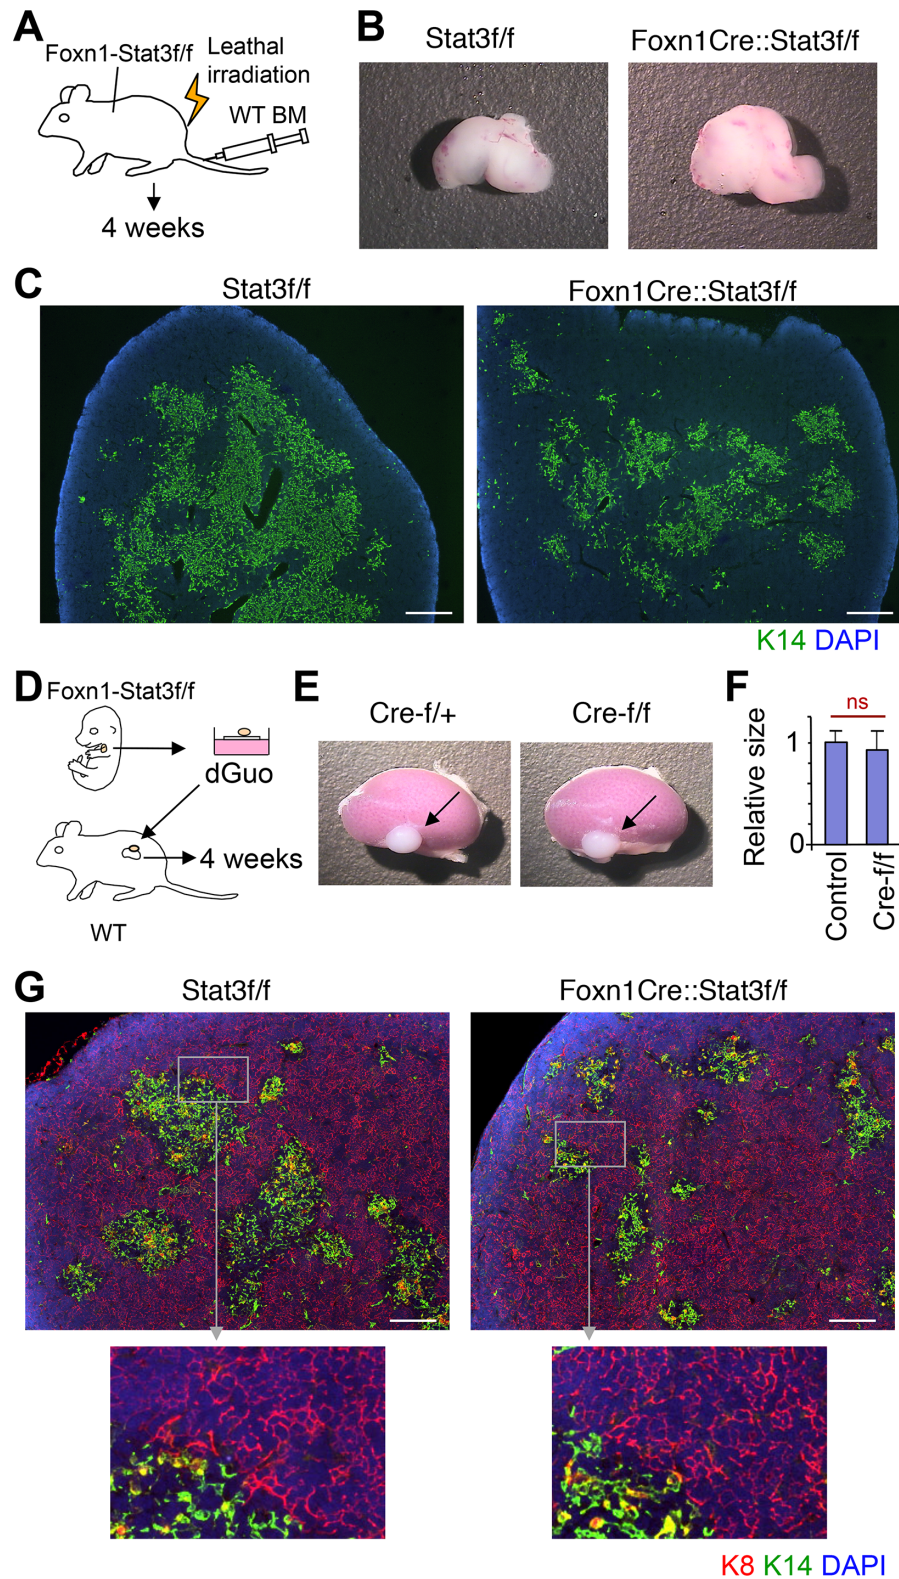 A
Foxn1-Stat3f/f
Leathal
irradiation
WT BM
4 weeks
B
Stat3f/f
Foxn1Cre::Stat3f/f
C
Stat3f/f
Foxn1Cre::Stat3f/f
K14 DAPI
D
Foxn1-Stat3f/f
dGuo
4 weeks
WT
E
Cre-f/+
Cre-f/f
F
ns
Relative size
1
0
Control
Cre-f/f
G
Stat3f/f
Foxn1Cre::Stat3f/f
K8 K14 DAPI